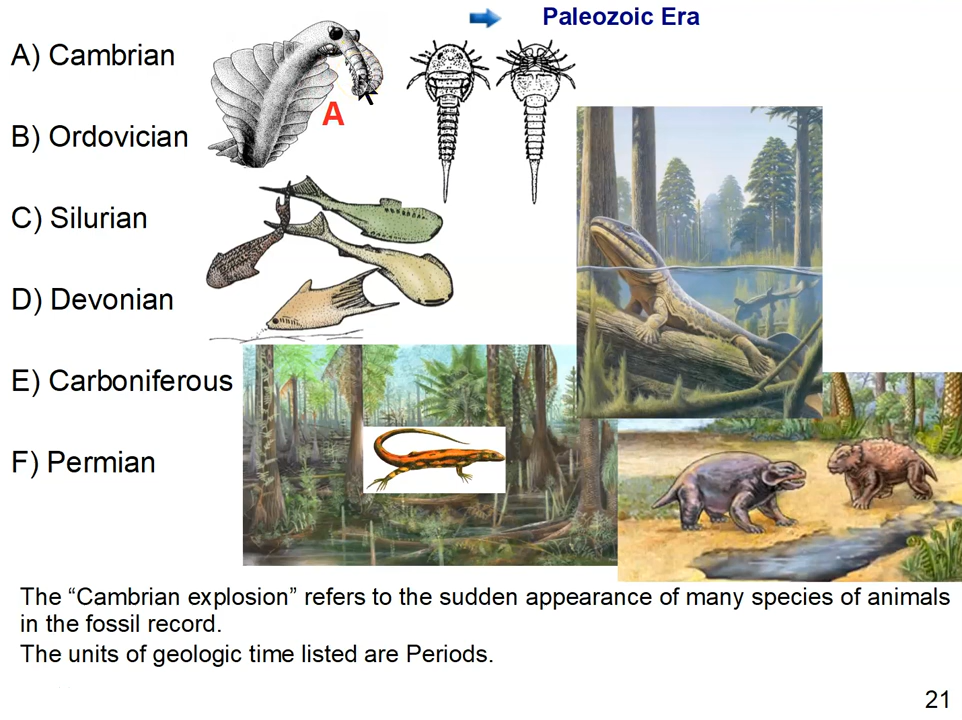 Paleozoic Era
A) Cambrian
A
B) Ordovician
C) Silurian
D) Devonian
E) Carboniferous
F) Permian
The “Cambrian explosion” refers to the sudden appearance of many species of animals
in the fossil record.
The units of geologic time listed are Periods.
21